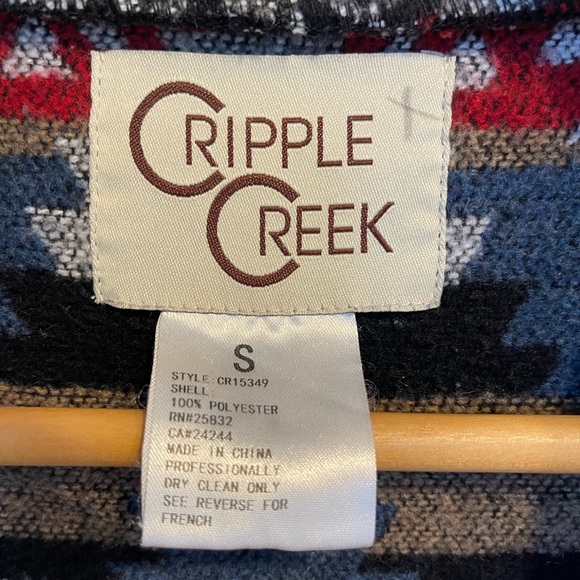 CRIPPLE
CREEK
S
STYLE: CR15349
SHELL:
100% POLYESTER
RN#25832
CA#24244
MADE IN CHINA
PROFESSIONALLY
DRY CLEAN ONLY
SEE REVERSE FOR
FRENCH